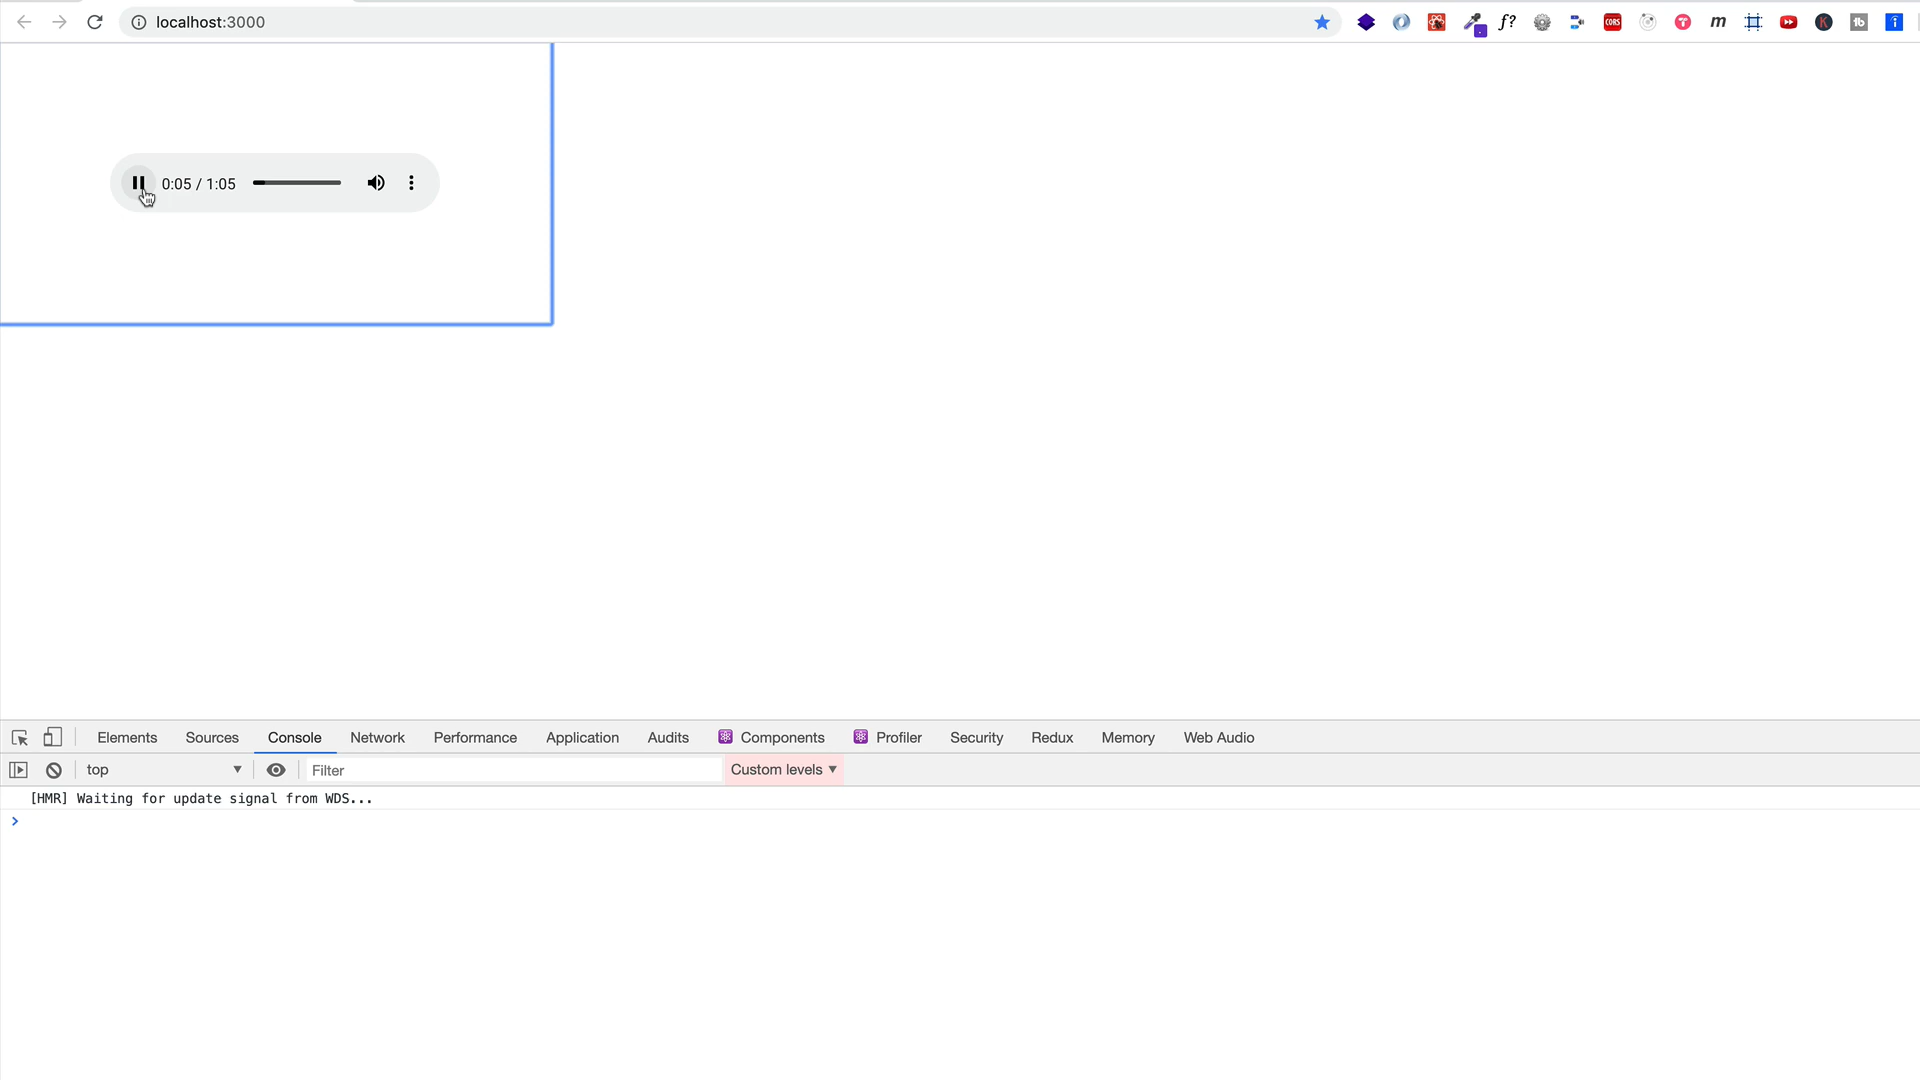 localhost:3000
f?
CORS
m
K
0:05 / 1:05
Elements Sources Console Network Performance Application Audits Components Profiler Security Redux Memory Web Audio
top Filter Custom levels
[HMR] Waiting for update signal from WDS...